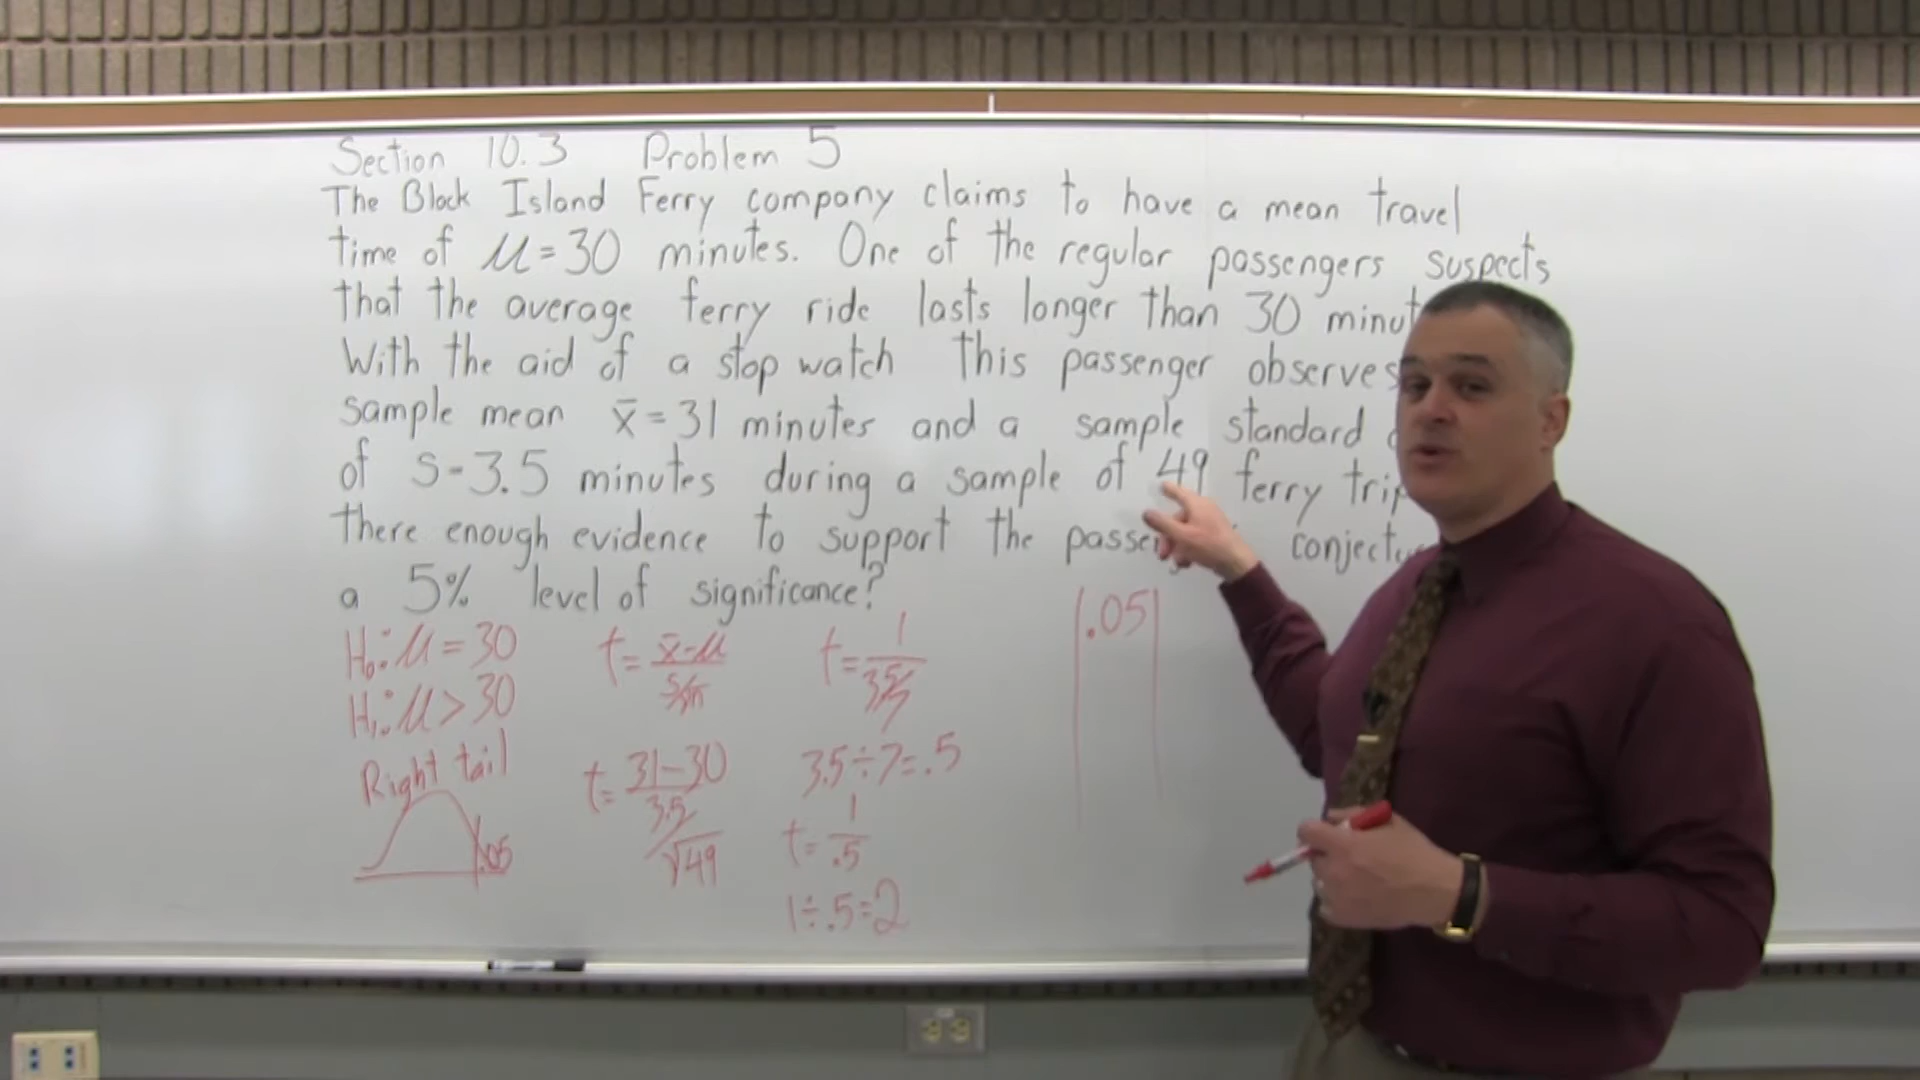 Section 10.3 Problem 5
The Block Island Ferry company claims to have a mean travel
time of μ=30 minutes. One of the regular passengers suspects
that the average ferry ride lasts longer than 30 minut
With the aid of a stop watch this passenger observes
sample mean x̄=31 minutes and a sample standard
of S=3.5 minutes during a sample of 49 ferry trip
there enough evidence to support the passe conject
a 5% level of significance?
H₀: μ=30
H₁: μ>30
Right tail
.05
t= x̄-μ / s/√n
t= 31-30 / 3.5/√49
t= 1 / 3.5/7
3.5÷7=.5
t= 1/.5
1÷.5=2
.05